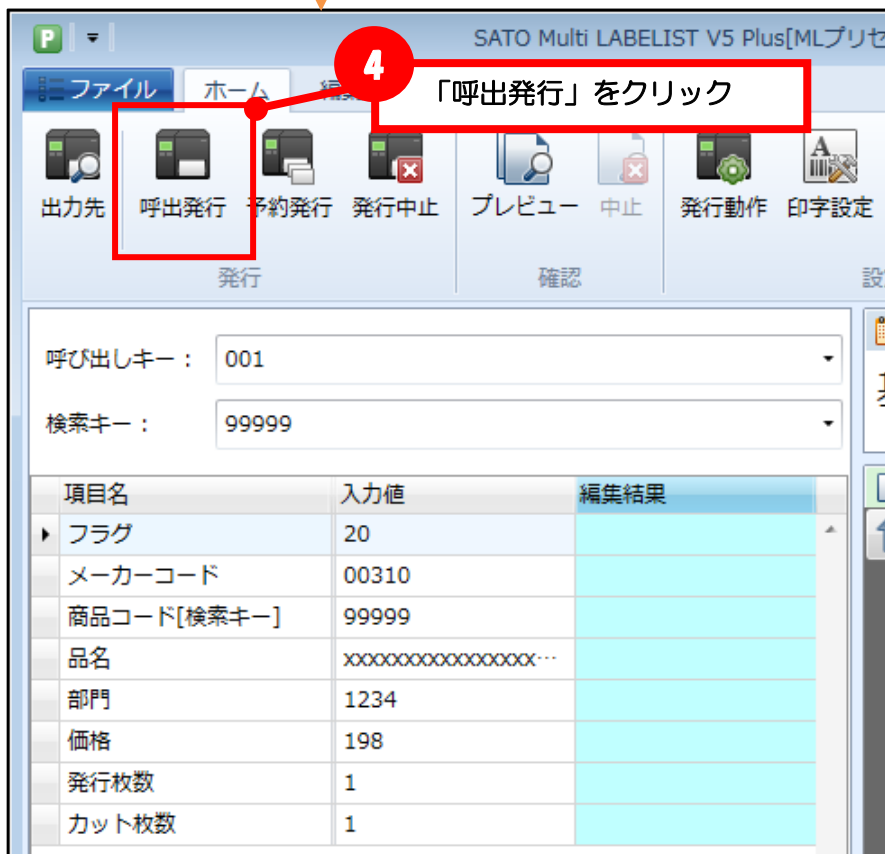 SATO Multi LABELIST V5 Plus[MLプリセ
4
「呼出発行」をクリック
ファイル ホーム
出力先 呼出発行 予約発行 発行中止 プレビュー 中止 発行動作 印字設定
発行 確認 設
呼び出しキー： 001
検索キー： 99999
項目名 入力値 編集結果
フラグ 20
メーカーコード 00310
商品コード[検索キー] 99999
品名 xxxxxxxxxxxxxxxx…
部門 1234
価格 198
発行枚数 1
カット枚数 1